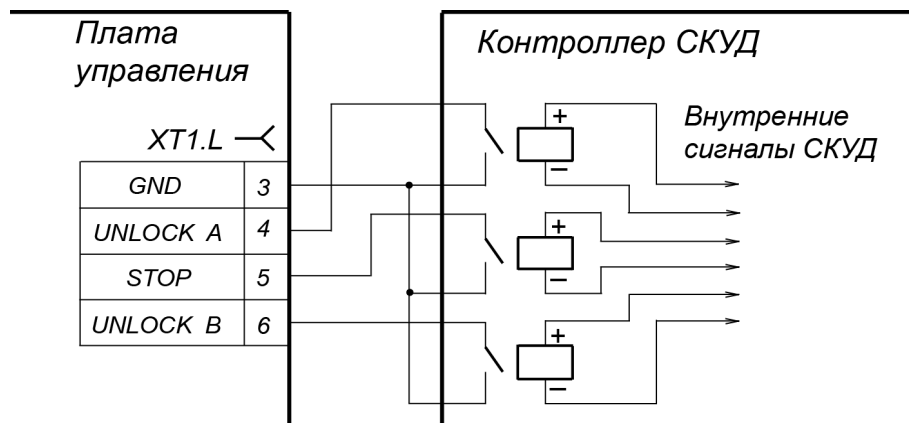 Плата
управления
Контроллер СКУД
XT1.L
Внутренние
сигналы СКУД
GND 3
UNLOCK A 4
STOP 5
UNLOCK B 6
+
−
+
−
+
−